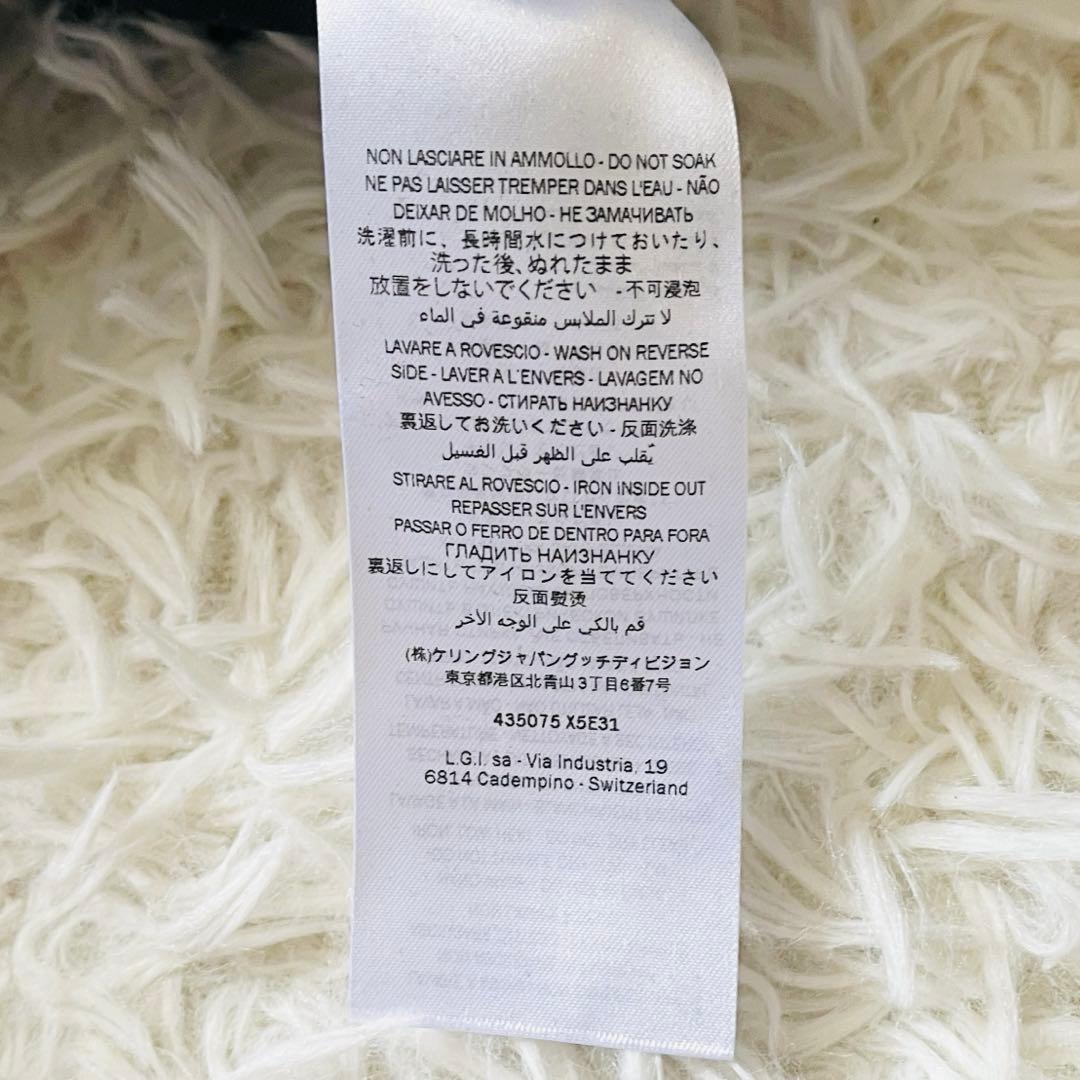 NON LASCIARE IN AMMOLLO - DO NOT SOAK
NE PAS LAISSER TREMPER DANS L'EAU - NÃO
DEIXAR DE MOLHO - НЕ ЗАМАЧИВАТЬ
洗濯前に、長時間水につけておいたり、
洗った後、ぬれたまま
放置をしないでください - 不可浸泡
لا تترك الملابس منقوعة في الماء
LAVARE A ROVESCIO - WASH ON REVERSE
SIDE - LAVER A L'ENVERS - LAVAGEM NO
AVESSO - СТИРАТЬ НАИЗНАНКУ
裏返してお洗いください - 反面洗涤
يُقلب على الظهر قبل الغسيل
STIRARE AL ROVESCIO - IRON INSIDE OUT
REPASSER SUR L'ENVERS
PASSAR O FERRO DE DENTRO PARA FORA
ГЛАДИТЬ НАИЗНАНКУ
裏返しにしてアイロンを当ててください
反面熨烫
قم بالكي على الوجه الآخر
(株)ケリングジャパングッチディビジョン
東京都港区北青山3丁目6番7号
435075 X5E31
L.G.I. sa - Via Industria, 19
6814 Cadempino - Switzerland